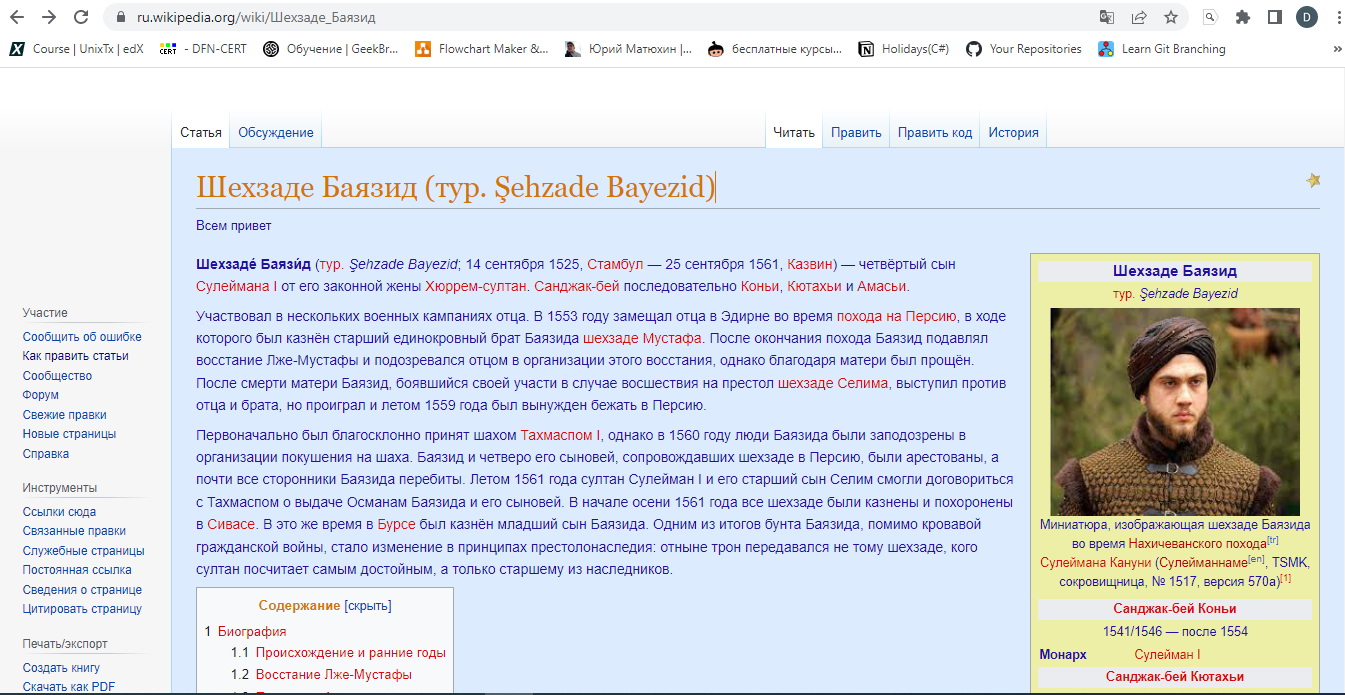 ru.wikipedia.org/wiki/Шехзаде_Баязид
D
Course | UnixTx | edX
CERT - DFN-CERT
Обучение | GeekBr...
Flowchart Maker &...
Юрий Матюхин |...
бесплатные курсы...
Holidays(C#)
Your Repositories
Learn Git Branching
»
Статья
Обсуждение
Читать
Править
Править код
История
Шехзаде Баязид (тур. Şehzade Bayezid)
Всем привет
Шехзаде́ Баязи́д (тур. Şehzade Bayezid; 14 сентября 1525, Стамбул — 25 сентября 1561, Казвин) — четвёртый сын
Сулеймана I от его законной жены Хюррем-султан. Санджак-бей последовательно Коньи, Кютахьи и Амасьи.
Участвовал в нескольких военных кампаниях отца. В 1553 году замещал отца в Эдирне во время похода на Персию, в ходе
которого был казнён старший единокровный брат Баязида шехзаде Мустафа. После окончания похода Баязид подавлял
восстание Лже-Мустафы и подозревался отцом в организации этого восстания, однако благодаря матери был прощён.
После смерти матери Баязид, боявшийся своей участи в случае восшествия на престол шехзаде Селима, выступил против
отца и брата, но проиграл и летом 1559 года был вынужден бежать в Персию.
Первоначально был благосклонно принят шахом Тахмаспом I, однако в 1560 году люди Баязида были заподозрены в
организации покушения на шаха. Баязид и четверо его сыновей, сопровождавших шехзаде в Персию, были арестованы, а
почти все сторонники Баязида перебиты. Летом 1561 года султан Сулейман I и его старший сын Селим смогли договориться
с Тахмаспом о выдаче Османам Баязида и его сыновей. В начале осени 1561 года все шехзаде были казнены и похоронены
в Сивасе. В это же время в Бурсе был казнён младший сын Баязида. Одним из итогов бунта Баязида, помимо кровавой
гражданской войны, стало изменение в принципах престолонаследия: отныне трон передавался не тому шехзаде, кого
султан посчитает самым достойным, а только старшему из наследников.
Содержание [скрыть]
1 Биография
1.1 Происхождение и ранние годы
1.2 Восстание Лже-Мустафы
Участие
Сообщить об ошибке
Как править статьи
Сообщество
Форум
Свежие правки
Новые страницы
Справка
Инструменты
Ссылки сюда
Связанные правки
Служебные страницы
Постоянная ссылка
Сведения о странице
Цитировать страницу
Печать/экспорт
Создать книгу
Скачать как PDF
Шехзаде Баязид
тур. Şehzade Bayezid
Миниатюра, изображающая шехзаде Баязида
во время Нахичеванского похода[tr]
Сулеймана Кануни (Сулейманнаме[en], TSMK,
сокровищница, № 1517, версия 570a)[1]
Санджак-бей Коньи
1541/1546 — после 1554
Монарх Сулейман I
Санджак-бей Кютахьи